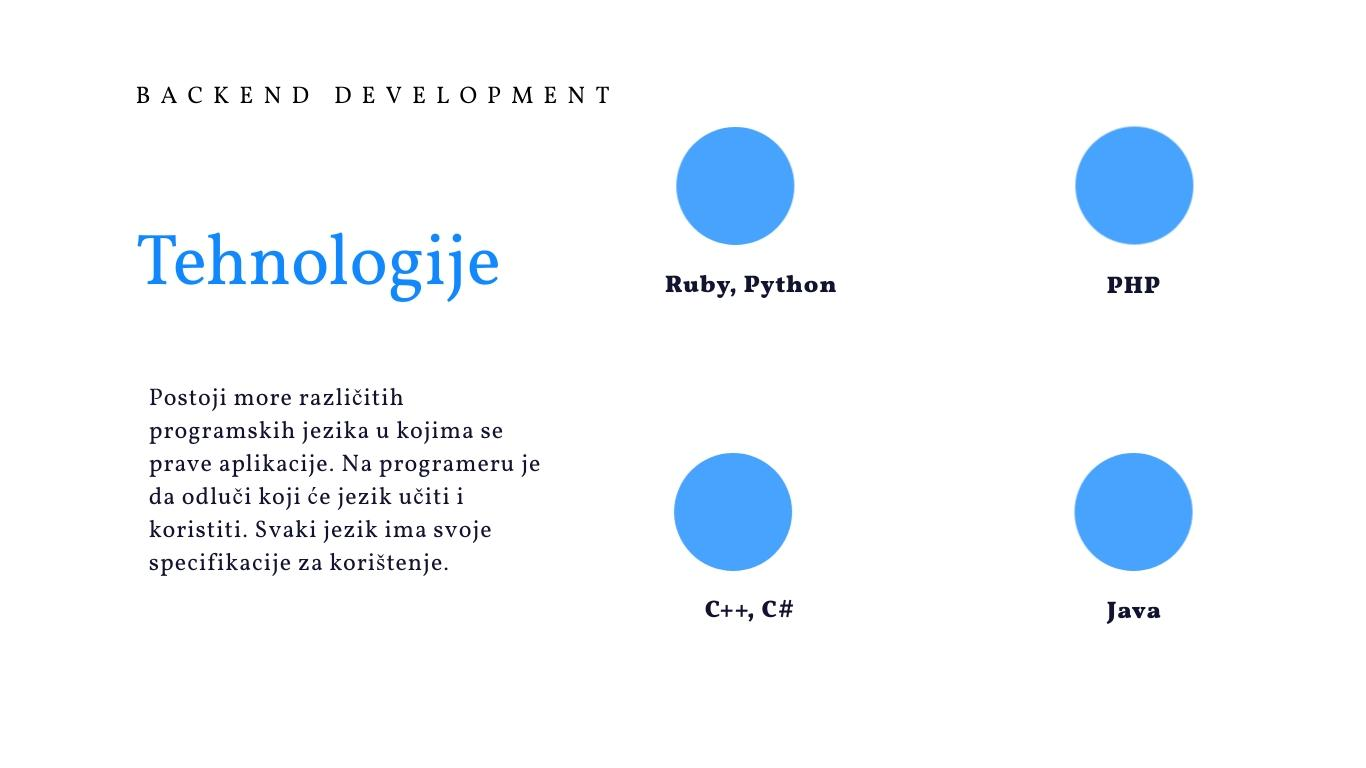 BACKEND DEVELOPMENT
Tehnologije
Postoji more različitih
programskih jezika u kojima se
prave aplikacije. Na programeru je
da odluči koji će jezik učiti i
koristiti. Svaki jezik ima svoje
specifikacije za korištenje.
Ruby, Python
PHP
C++, C#
Java